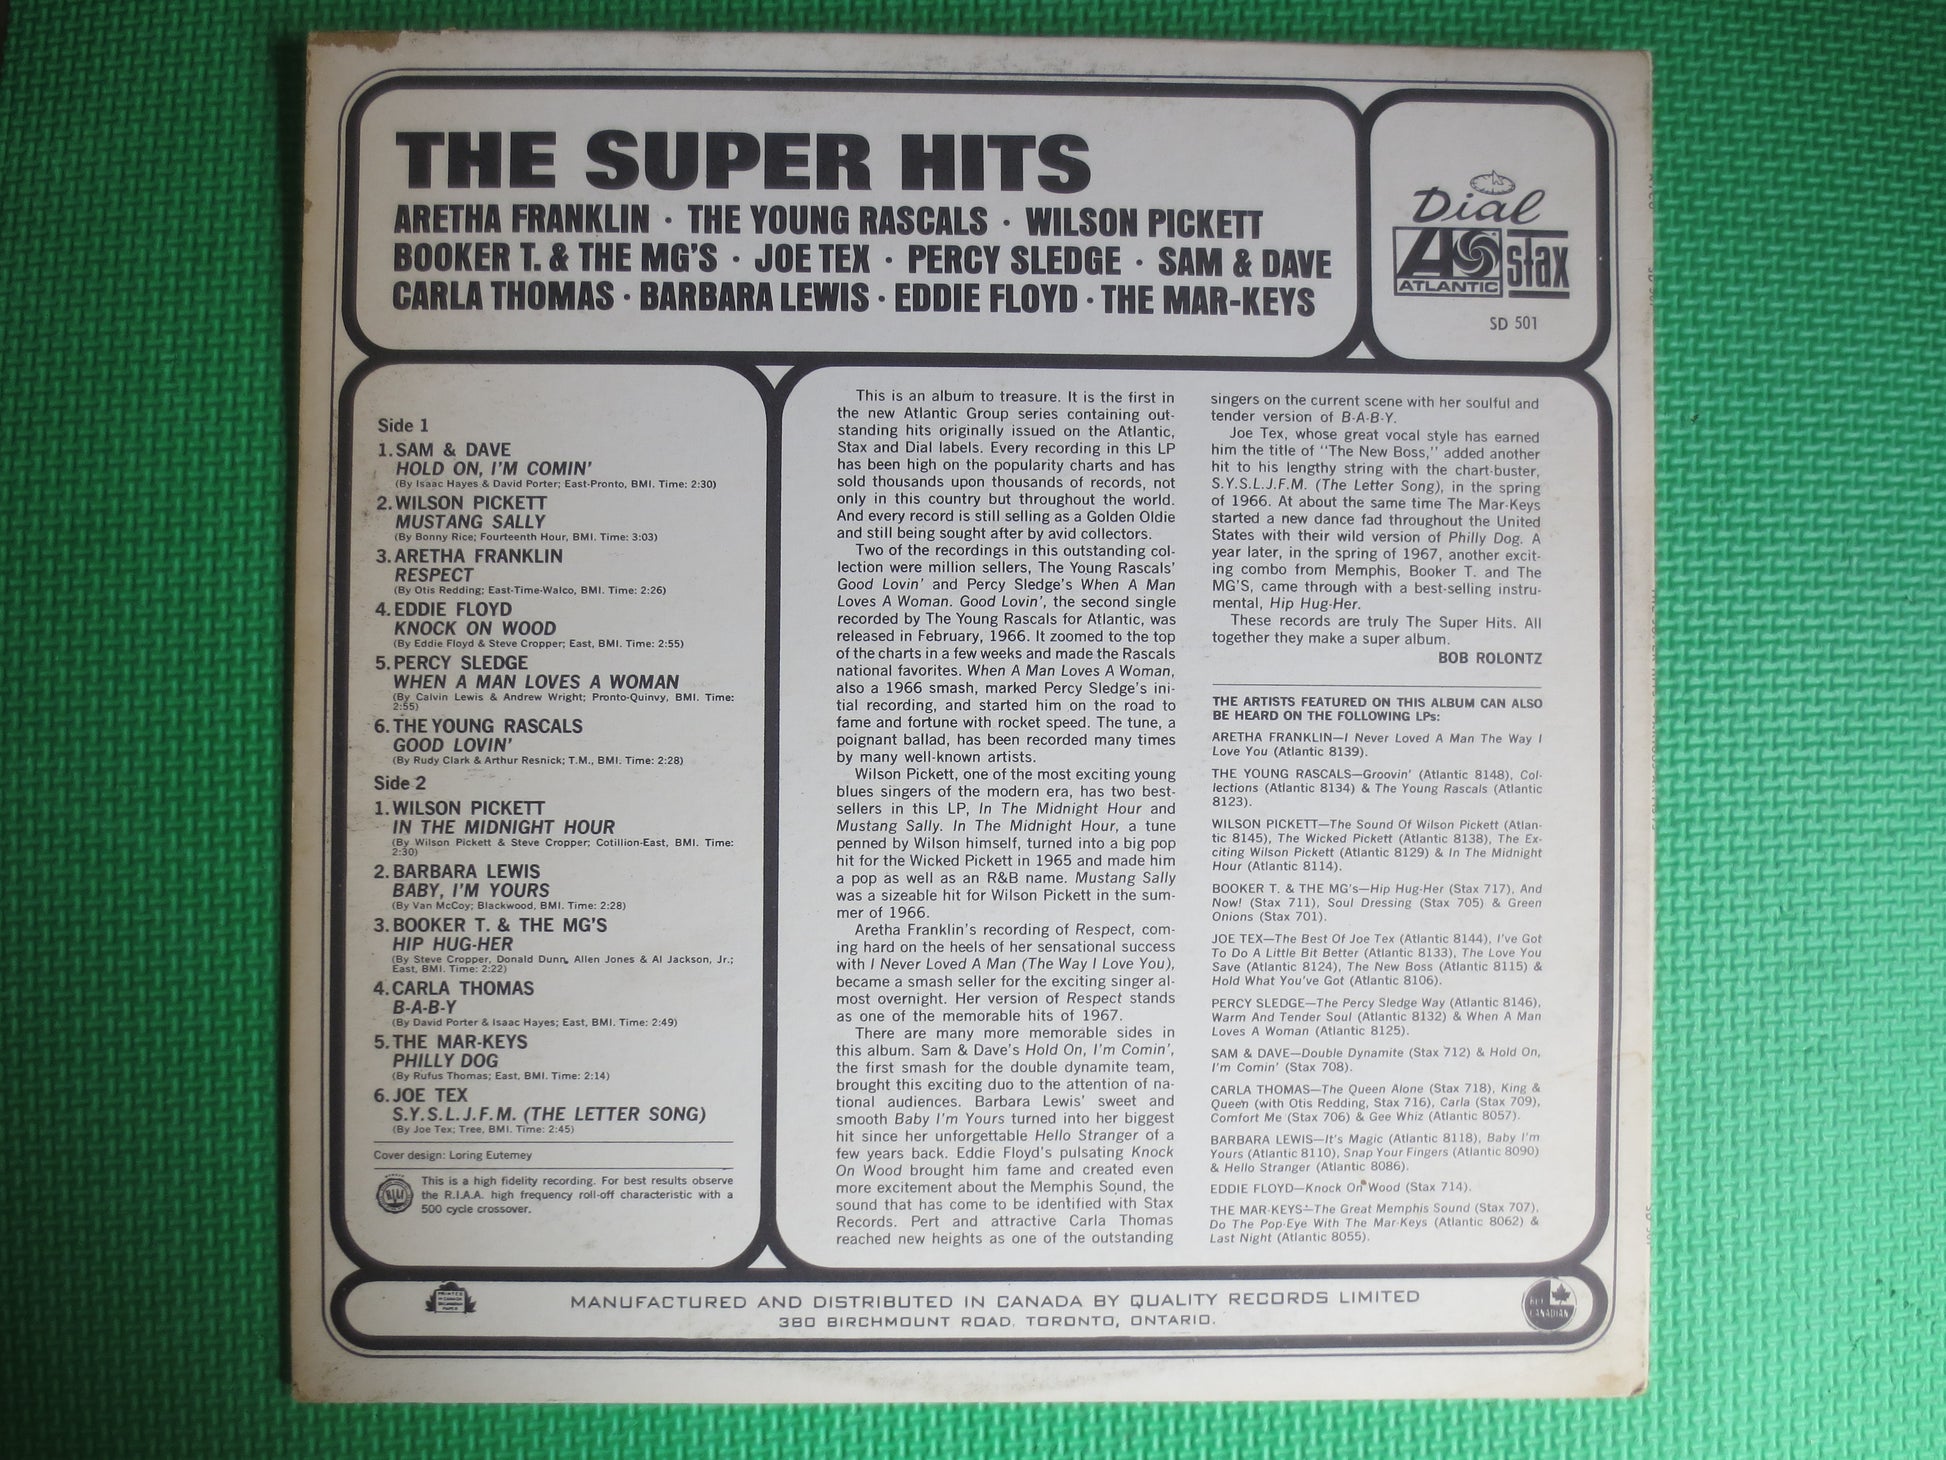 THE SUPER HITS
ARETHA FRANKLIN · THE YOUNG RASCALS · WILSON PICKETT
BOOKER T. & THE MG'S · JOE TEX · PERCY SLEDGE · SAM & DAVE
CARLA THOMAS · BARBARA LEWIS · EDDIE FLOYD · THE MAR-KEYS
Dial
ATLANTIC
stax
SD 501
Side 1
1. SAM & DAVE
HOLD ON, I'M COMIN'
(By Isaac Hayes & David Porter; East-Pronto, BMI. Time: 2:30)
2. WILSON PICKETT
MUSTANG SALLY
(By Bonny Rice; Fourteenth Hour, BMI. Time: 3:03)
3. ARETHA FRANKLIN
RESPECT
(By Otis Redding; East-Time-Walco, BMI. Time: 2:26)
4. EDDIE FLOYD
KNOCK ON WOOD
(By Eddie Floyd & Steve Cropper; East, BMI. Time: 2:55)
5. PERCY SLEDGE
WHEN A MAN LOVES A WOMAN
(By Calvin Lewis & Andrew Wright; Pronto-Quinvy, BMI. Time:
2:55)
6. THE YOUNG RASCALS
GOOD LOVIN'
(By Rudy Clark & Arthur Resnick; T.M., BMI. Time: 2:28)
Side 2
1. WILSON PICKETT
IN THE MIDNIGHT HOUR
(By Wilson Pickett & Steve Cropper; Cotillion-East, BMI. Time:
2:30)
2. BARBARA LEWIS
BABY, I'M YOURS
(By Van McCoy; Blackwood, BMI. Time: 2:28)
3. BOOKER T. & THE MG'S
HIP HUG-HER
(By Steve Cropper, Donald Dunn, Allen Jones & Al Jackson, Jr.;
East, BMI. Time: 2:22)
4. CARLA THOMAS
B-A-B-Y
(By David Porter & Isaac Hayes; East, BMI. Time: 2:49)
5. THE MAR-KEYS
PHILLY DOG
(By Rufus Thomas; East, BMI. Time: 2:14)
6. JOE TEX
S.Y.S.L.J.F.M. (THE LETTER SONG)
(By Joe Tex; Tree, BMI. Time: 2:45)
Cover design: Loring Eutemey
This is a high fidelity recording. For best results observe
the R.I.A.A. high frequency roll-off characteristic with a
500 cycle crossover.
This is an album to treasure. It is the first in
the new Atlantic Group series containing out-
standing hits originally issued on the Atlantic,
Stax and Dial labels. Every recording in this LP
has been high on the popularity charts and has
sold thousands upon thousands of records, not
only in this country but throughout the world.
And every record is still selling as a Golden Oldie
and still being sought after by avid collectors.
Two of the recordings in this outstanding col-
lection were million sellers, The Young Rascals'
Good Lovin' and Percy Sledge's When A Man
Loves A Woman. Good Lovin', the second single
recorded by The Young Rascals for Atlantic, was
released in February, 1966. It zoomed to the top
of the charts in a few weeks and made the Rascals
national favorites. When A Man Loves A Woman,
also a 1966 smash, marked Percy Sledge's ini-
tial recording, and started him on the road to
fame and fortune with rocket speed. The tune, a
poignant ballad, has been recorded many times
by many well-known artists.
Wilson Pickett, one of the most exciting young
blues singers of the modern era, has two best-
sellers in this LP, In The Midnight Hour and
Mustang Sally. In The Midnight Hour, a tune
penned by Wilson himself, turned into a big pop
hit for the Wicked Pickett in 1965 and made him
a pop as well as an R&B name. Mustang Sally
was a sizeable hit for Wilson Pickett in the sum-
mer of 1966.
Aretha Franklin's recording of Respect, com-
ing hard on the heels of her sensational success
with I Never Loved A Man (The Way I Love You),
became a smash seller for the exciting singer al-
most overnight. Her version of Respect stands
as one of the memorable hits of 1967.
There are many more memorable sides in
this album. Sam & Dave's Hold On, I'm Comin',
the first smash for the double dynamite team,
brought this exciting duo to the attention of na-
tional audiences. Barbara Lewis' sweet and
smooth Baby I'm Yours turned into her biggest
hit since her unforgettable Hello Stranger of a
few years back. Eddie Floyd's pulsating Knock
On Wood brought him fame and created even
more excitement about the Memphis Sound, the
sound that has come to be identified with Stax
Records. Pert and attractive Carla Thomas
reached new heights as one of the outstanding
singers on the current scene with her soulful and
tender version of B-A-B-Y.
Joe Tex, whose great vocal style has earned
him the title of "The New Boss," added another
hit to his lengthy string with the chart-buster,
S.Y.S.L.J.F.M. (The Letter Song), in the spring
of 1966. At about the same time The Mar-Keys
started a new dance fad throughout the United
States with their wild version of Philly Dog. A
year later, in the spring of 1967, another excit-
ing combo from Memphis, Booker T. and The
MG'S, came through with a best-selling instru-
mental, Hip Hug-Her.
These records are truly The Super Hits. All
together they make a super album.
BOB ROLONTZ
THE ARTISTS FEATURED ON THIS ALBUM CAN ALSO
BE HEARD ON THE FOLLOWING LPs:
ARETHA FRANKLIN—I Never Loved A Man The Way I
Love You (Atlantic 8139).
THE YOUNG RASCALS—Groovin' (Atlantic 8148), Col-
lections (Atlantic 8134) & The Young Rascals (Atlantic
8123).
WILSON PICKETT—The Sound Of Wilson Pickett (Atlan-
tic 8145), The Wicked Pickett (Atlantic 8138), The Ex-
citing Wilson Pickett (Atlantic 8129) & In The Midnight
Hour (Atlantic 8114).
BOOKER T. & THE MG's—Hip Hug-Her (Stax 717), And
Now! (Stax 711), Soul Dressing (Stax 705) & Green
Onions (Stax 701).
JOE TEX—The Best Of Joe Tex (Atlantic 8144), I've Got
To Do A Little Bit Better (Atlantic 8133), The Love You
Save (Atlantic 8124), The New Boss (Atlantic 8115) &
Hold What You've Got (Atlantic 8106).
PERCY SLEDGE—The Percy Sledge Way (Atlantic 8146),
Warm And Tender Soul (Atlantic 8132) & When A Man
Loves A Woman (Atlantic 8125).
SAM & DAVE—Double Dynamite (Stax 712) & Hold On,
I'm Comin' (Stax 708).
CARLA THOMAS—The Queen Alone (Stax 718), King &
Queen (with Otis Redding, Stax 716), Carla (Stax 709),
Comfort Me (Stax 706) & Gee Whiz (Atlantic 8057).
BARBARA LEWIS—It's Magic (Atlantic 8118), Baby I'm
Yours (Atlantic 8110), Snap Your Fingers (Atlantic 8090)
& Hello Stranger (Atlantic 8086).
EDDIE FLOYD—Knock On Wood (Stax 714).
THE MAR-KEYS—The Great Memphis Sound (Stax 707),
Do The Pop-Eye With The Mar-Keys (Atlantic 8062) &
Last Night (Atlantic 8055).
PRINTED
IN CANADA
MANUFACTURED AND DISTRIBUTED IN CANADA BY QUALITY RECORDS LIMITED
380 BIRCHMOUNT ROAD, TORONTO, ONTARIO.
CANADIAN